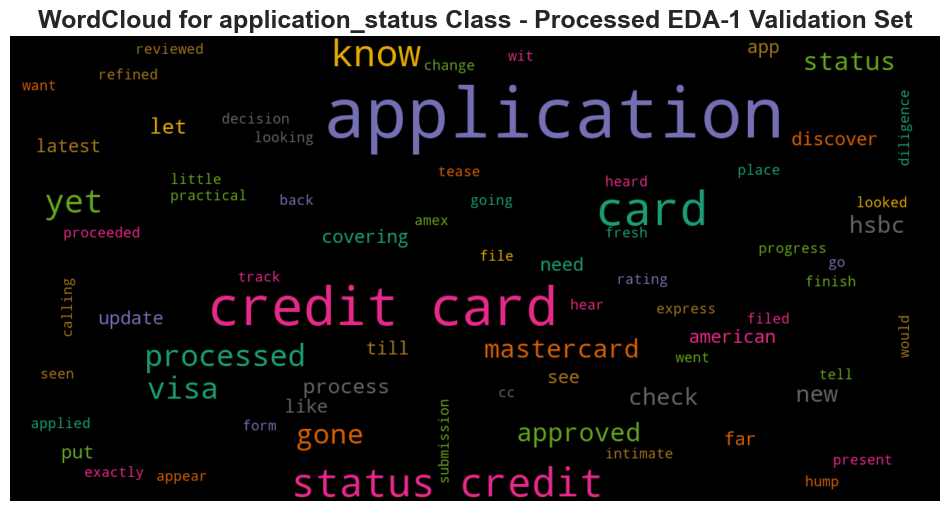 WordCloud for application_status Class - Processed EDA-1 Validation Set
reviewed
know
change
wit
app
status
refined
want
application
diligence
let
decision
looking
latest
discover
tease
place
little
practical
heard
yet
back
going
card
looked
amex
hsbc
proceeded
covering
fresh
file
need
progress
go
track
rating
finish
calling
credit card
hear
express
update
filed
american
would
processed
till
mastercard
went
seen
visa
process
see
tell
like
cc
check
new
applied
form
submission
gone
approved
far
put
intimate
exactly
appear
present
status credit
hump